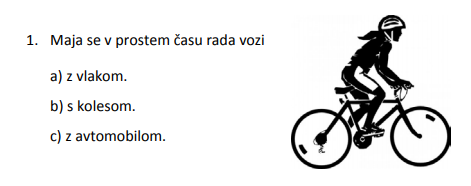 1. Maja se v prostem času rada vozi
a) z vlakom.
b) s kolesom.
c) z avtomobilom.